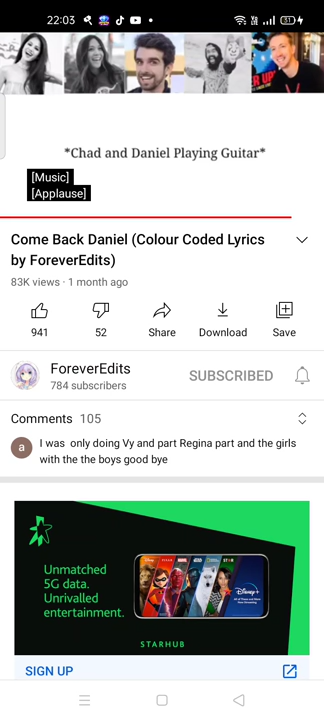 22:03
51
*Chad and Daniel Playing Guitar*
[Music]
[Applause]
Come Back Daniel (Colour Coded Lyrics
by ForeverEdits)
83K views · 1 month ago
941
52
Share
Download
Save
ForeverEdits
784 subscribers
SUBSCRIBED
Comments 105
a
I was only doing Vy and part Regina part and the girls
with the the boys good bye
Unmatched
5G data.
Unrivalled
entertainment.
Disney+
STARHUB
SIGN UP